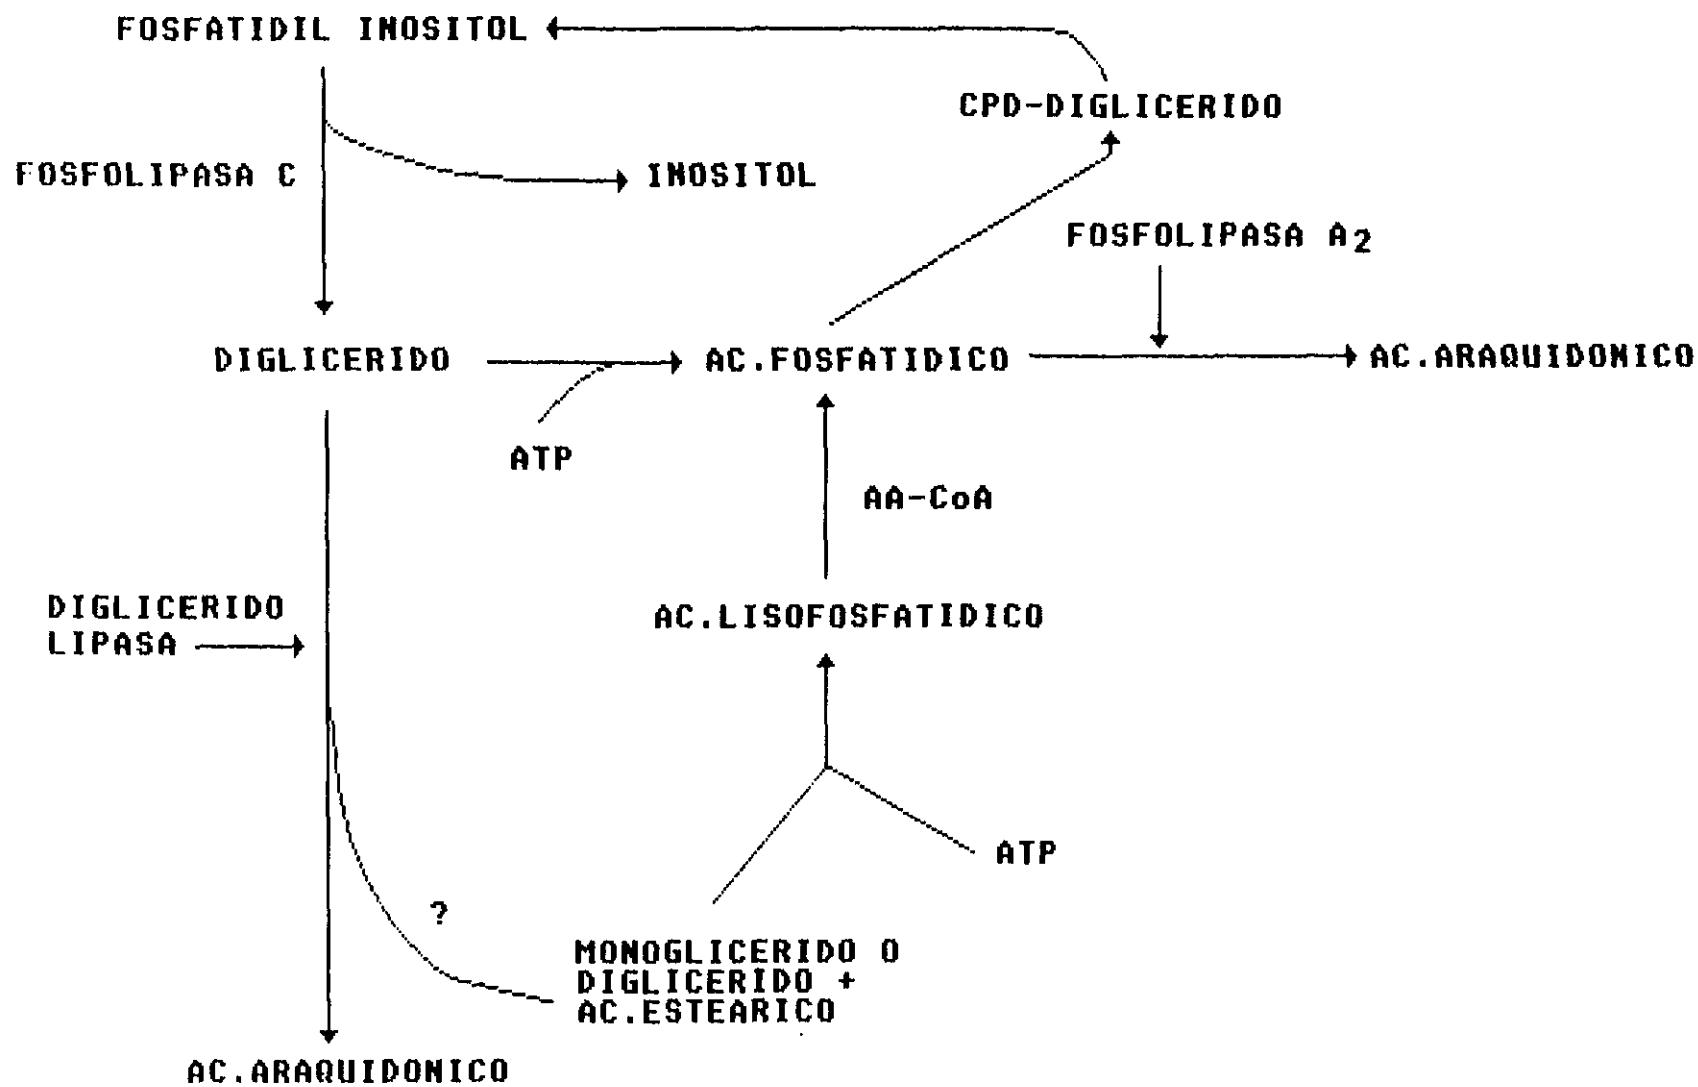 FOSFATIDIL INOSITOL
CPD-DIGLICERIDO
FOSFOLIPASA C
INOSITOL
FOSFOLIPASA A2
DIGLICERIDO
AC.FOSFATIDICO
AC.ARAQUIDONICO
ATP
AA-CoA
DIGLICERIDO
LIPASA
AC.LISOFOSFATIDICO
ATP
?
MONOGLICERIDO O
DIGLICERIDO +
AC.ESTEARICO
AC.ARAQUIDONICO